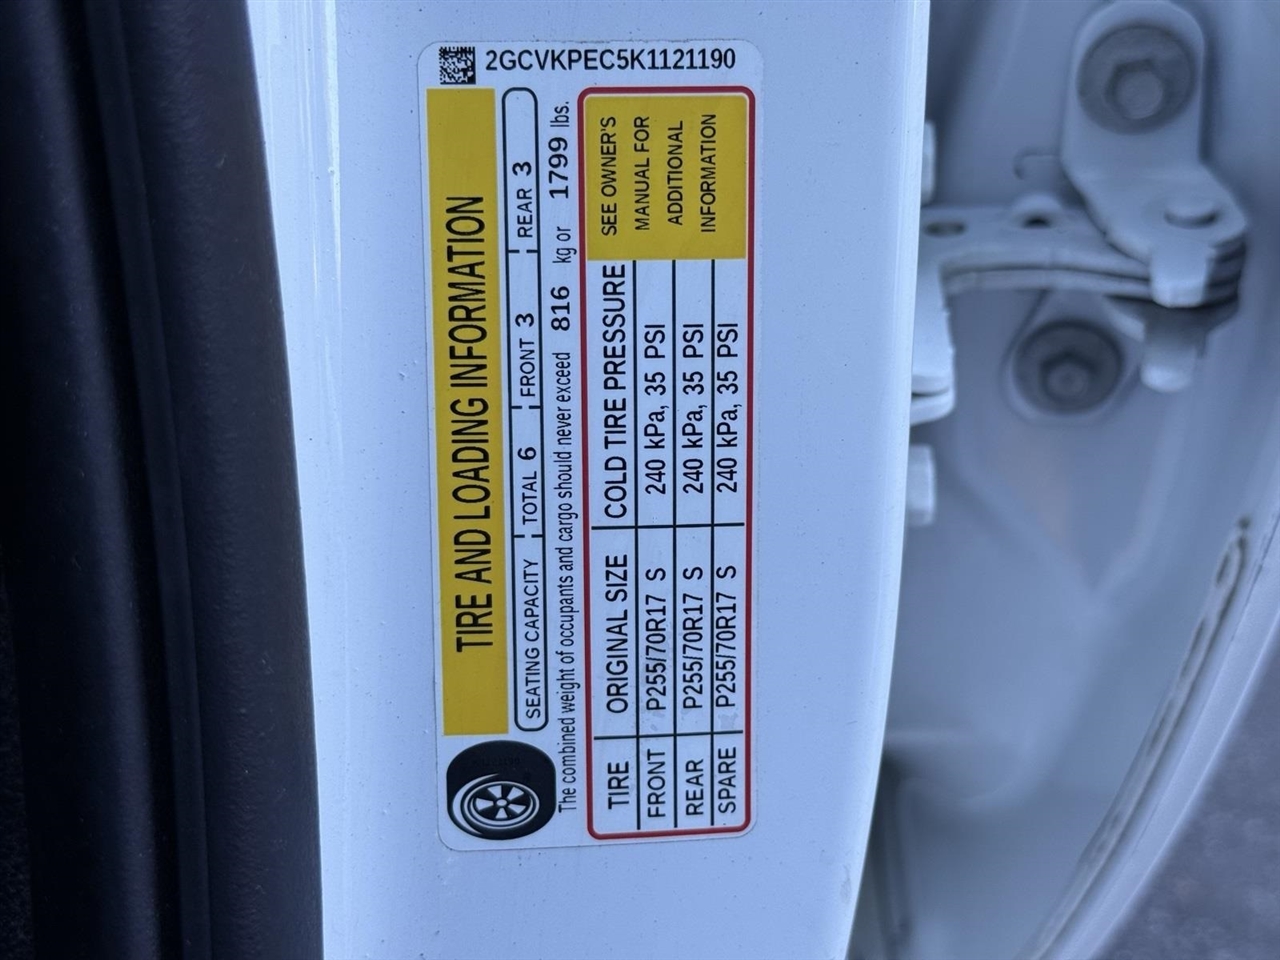 2GCVKPEC5K1121190
TIRE AND LOADING INFORMATION
SEATING CAPACITY TOTAL 6 FRONT 3 REAR 3
The combined weight of occupants and cargo should never exceed 816 kg or 1799 lbs.
TIRE ORIGINAL SIZE COLD TIRE PRESSURE
FRONT P255/70R17 S 240 kPa, 35 PSI
REAR P255/70R17 S 240 kPa, 35 PSI
SPARE P255/70R17 S 240 kPa, 35 PSI
SEE OWNER'S
MANUAL FOR
ADDITIONAL
INFORMATION